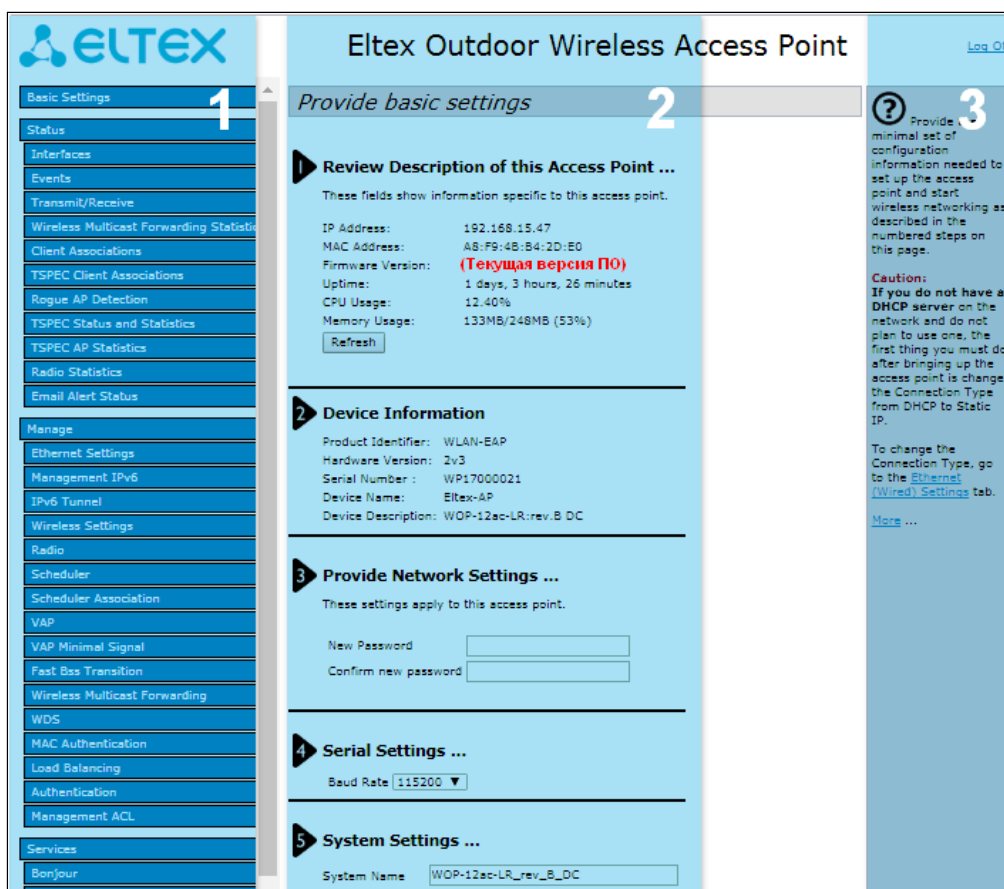 ELTEX
Eltex Outdoor Wireless Access Point
Log Of
1
Basic Settings
Status
Interfaces
Events
Transmit/Receive
Wireless Multicast Forwarding Statistic
Client Associations
TSPEC Client Associations
Rogue AP Detection
TSPEC Status and Statistics
TSPEC AP Statistics
Radio Statistics
Email Alert Status
Manage
Ethernet Settings
Management IPv6
IPv6 Tunnel
Wireless Settings
Radio
Scheduler
Scheduler Association
VAP
VAP Minimal Signal
Fast Bss Transition
Wireless Multicast Forwarding
WDS
MAC Authentication
Load Balancing
Authentication
Management ACL
Services
Bonjour
2
Provide basic settings
1 Review Description of this Access Point ...
These fields show information specific to this access point.
IP Address: 192.168.15.47
MAC Address: A8:F9:4B:B4:2D:E0
Firmware Version: (Текущая версия ПО)
Uptime: 1 days, 3 hours, 26 minutes
CPU Usage: 12.40%
Memory Usage: 133MB/248MB (53%)
Refresh
2 Device Information
Product Identifier: WLAN-EAP
Hardware Version: 2v3
Serial Number : WP17000021
Device Name: Eltex-AP
Device Description: WOP-12ac-LR:rev.B DC
3 Provide Network Settings ...
These settings apply to this access point.
New Password
Confirm new password
4 Serial Settings ...
Baud Rate 115200 ▼
5 System Settings ...
System Name WOP-12ac-LR_rev_B_DC
3
? Provide
minimal set of
configuration
information needed to
set up the access
point and start
wireless networking as
described in the
numbered steps on
this page.
Caution:
If you do not have a
DHCP server on the
network and do not
plan to use one, the
first thing you must do
after bringing up the
access point is change
the Connection Type
from DHCP to Static
IP.
To change the
Connection Type, go
to the Ethernet
(Wired) Settings tab.
More ...